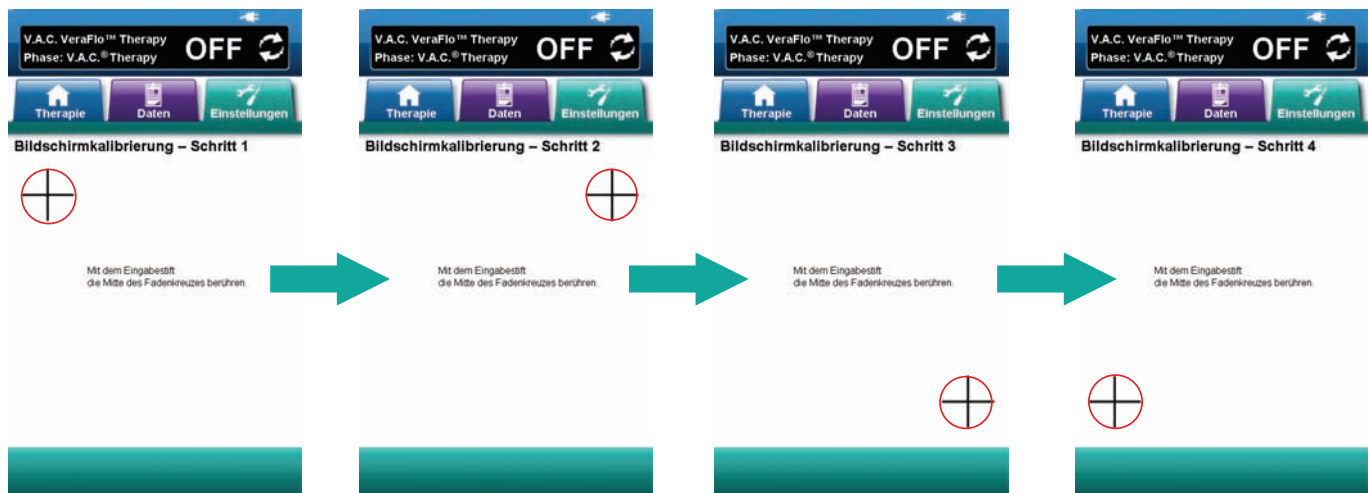 V.A.C. VeraFlo™ Therapy
Phase: V.A.C.® Therapy
OFF
Therapie
Daten
Einstellungen
Bildschirmkalibrierung – Schritt 1
Mit dem Eingabestift
die Mitte des Fadenkreuzes berühren.
V.A.C. VeraFlo™ Therapy
Phase: V.A.C.® Therapy
OFF
Therapie
Daten
Einstellungen
Bildschirmkalibrierung – Schritt 2
Mit dem Eingabestift
die Mitte des Fadenkreuzes berühren.
V.A.C. VeraFlo™ Therapy
Phase: V.A.C.® Therapy
OFF
Therapie
Daten
Einstellungen
Bildschirmkalibrierung – Schritt 3
Mit dem Eingabestift
die Mitte des Fadenkreuzes berühren.
V.A.C. VeraFlo™ Therapy
Phase: V.A.C.® Therapy
OFF
Therapie
Daten
Einstellungen
Bildschirmkalibrierung – Schritt 4
Mit dem Eingabestift
die Mitte des Fadenkreuzes berühren.